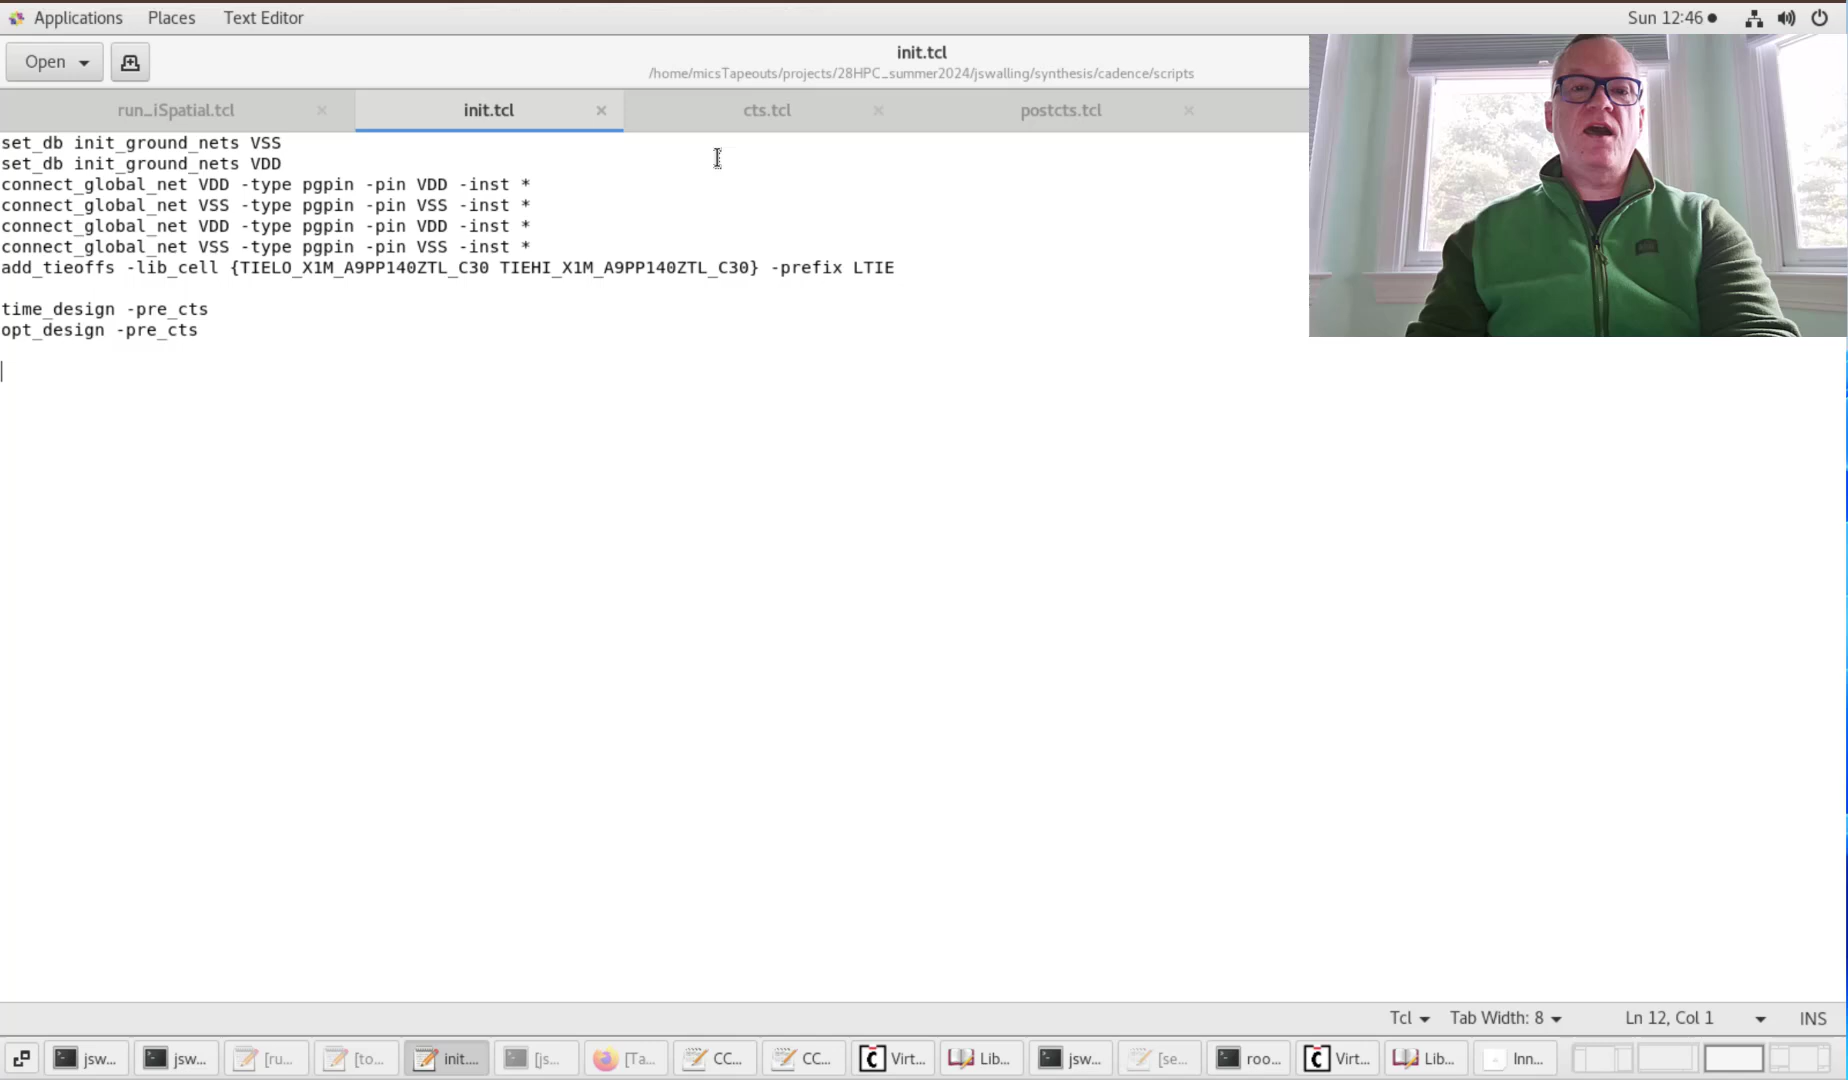 Applications Places Text Editor Sun 12:46
Open
init.tcl
/home/micsTapeouts/projects/28HPC_summer2024/jswalling/synthesis/cadence/scripts
run_iSpatial.tcl init.tcl cts.tcl postcts.tcl
set_db init_ground_nets VSS
set_db init_ground_nets VDD
connect_global_net VDD -type pgpin -pin VDD -inst *
connect_global_net VSS -type pgpin -pin VSS -inst *
connect_global_net VDD -type pgpin -pin VDD -inst *
connect_global_net VSS -type pgpin -pin VSS -inst *
add_tieoffs -lib_cell {TIELO_X1M_A9PP140ZTL_C30 TIEHI_X1M_A9PP140ZTL_C30} -prefix LTIE
time_design -pre_cts
opt_design -pre_cts
Tcl Tab Width: 8 Ln 12, Col 1 INS
jsw... jsw... [ru... [to... init.... [js... [Ta... CC... CC... Virt... Lib... jsw... [se... roo... Virt... Lib... Inn...